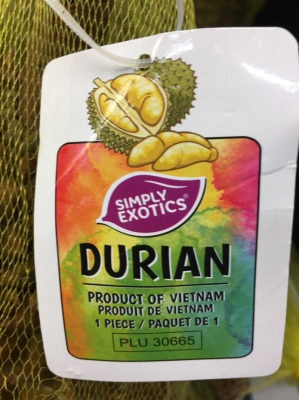 SIMPLY
EXOTICS®
DURIAN
PRODUCT OF VIETNAM
PRODUIT DE VIETNAM
1 PIECE / PAQUET DE 1
PLU 30665